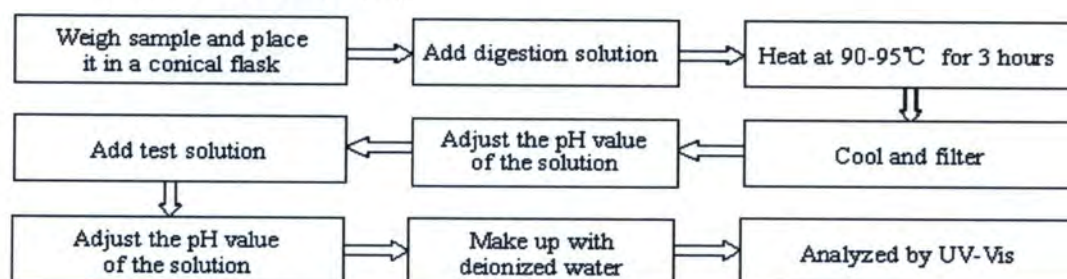 Weigh sample and place
it in a conical flask
Add digestion solution
Heat at 90-95℃ for 3 hours
Cool and filter
Adjust the pH value
of the solution
Add test solution
Adjust the pH value
of the solution
Make up with
deionized water
Analyzed by UV-Vis